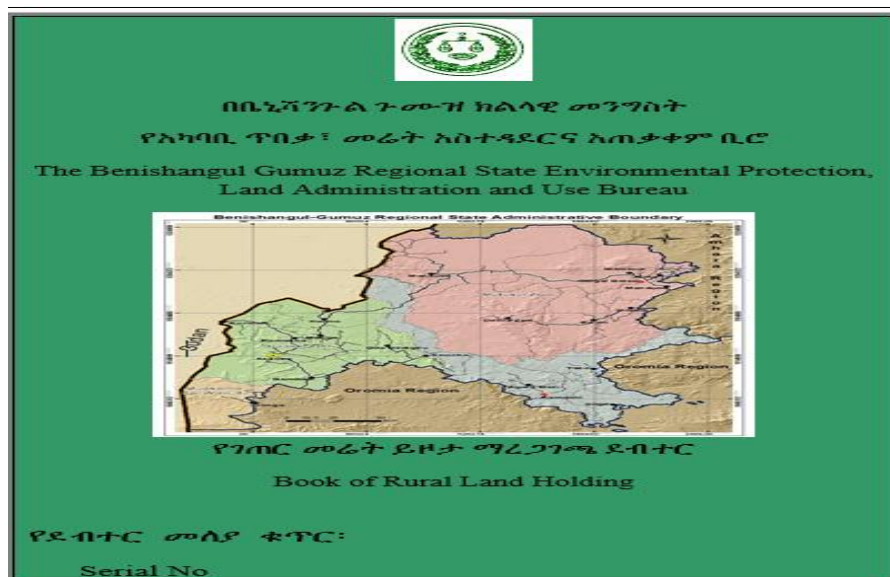 በቤኒሻንጉል ጉሙዝ ክልላዊ መንግስት
የአካባቢ ጥበቃ፣ መሬት አስተዳደርና አጠቃቀም ቢሮ
The Benishangul Gumuz Regional State Environmental Protection,
Land Administration and Use Bureau
Benishangul-Gumuz Regional State Administrative Boundary
Amhara Region
Sudan
Oromia Region
Oromia Region
የገጠር መሬት ይዞታ ማረጋገጫ ደብተር
Book of Rural Land Holding
የደብተር መለያ ቁጥር፡
Serial No